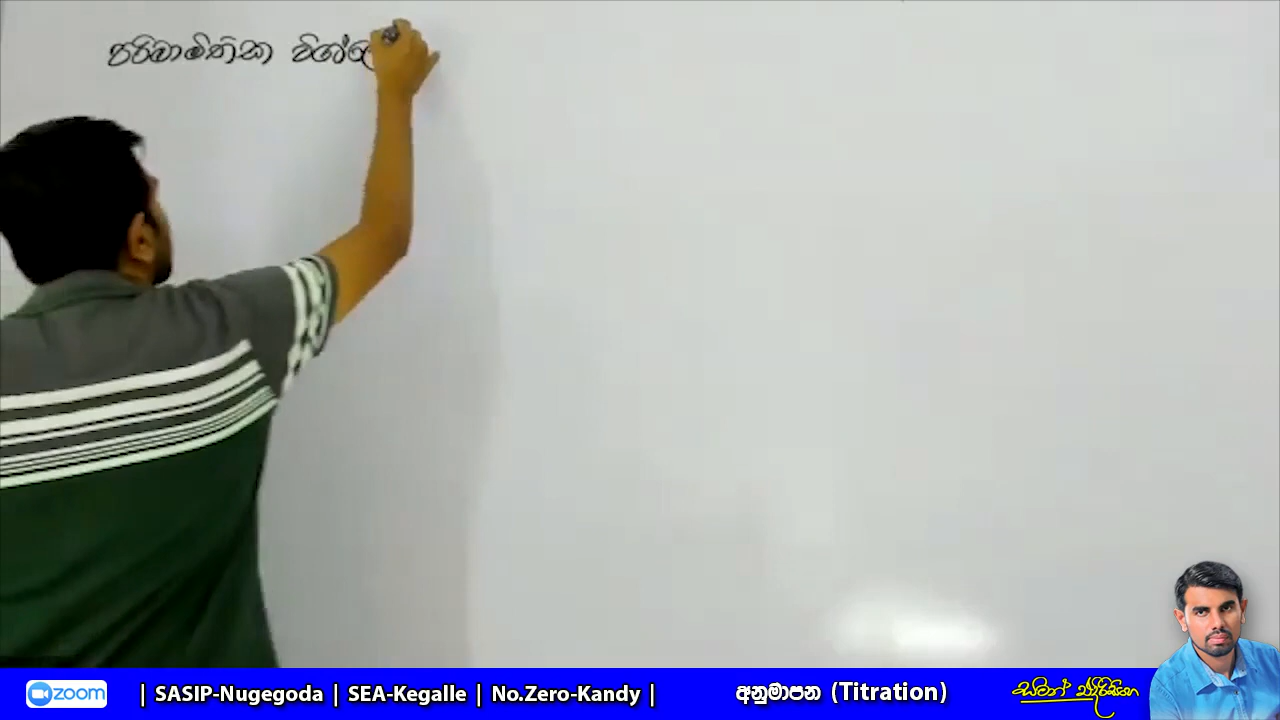 පරිමාමිතික විශ්ලේ
zoom
| SASIP-Nugegoda | SEA-Kegalle | No.Zero-Kandy |
අනුමාපන (Titration)